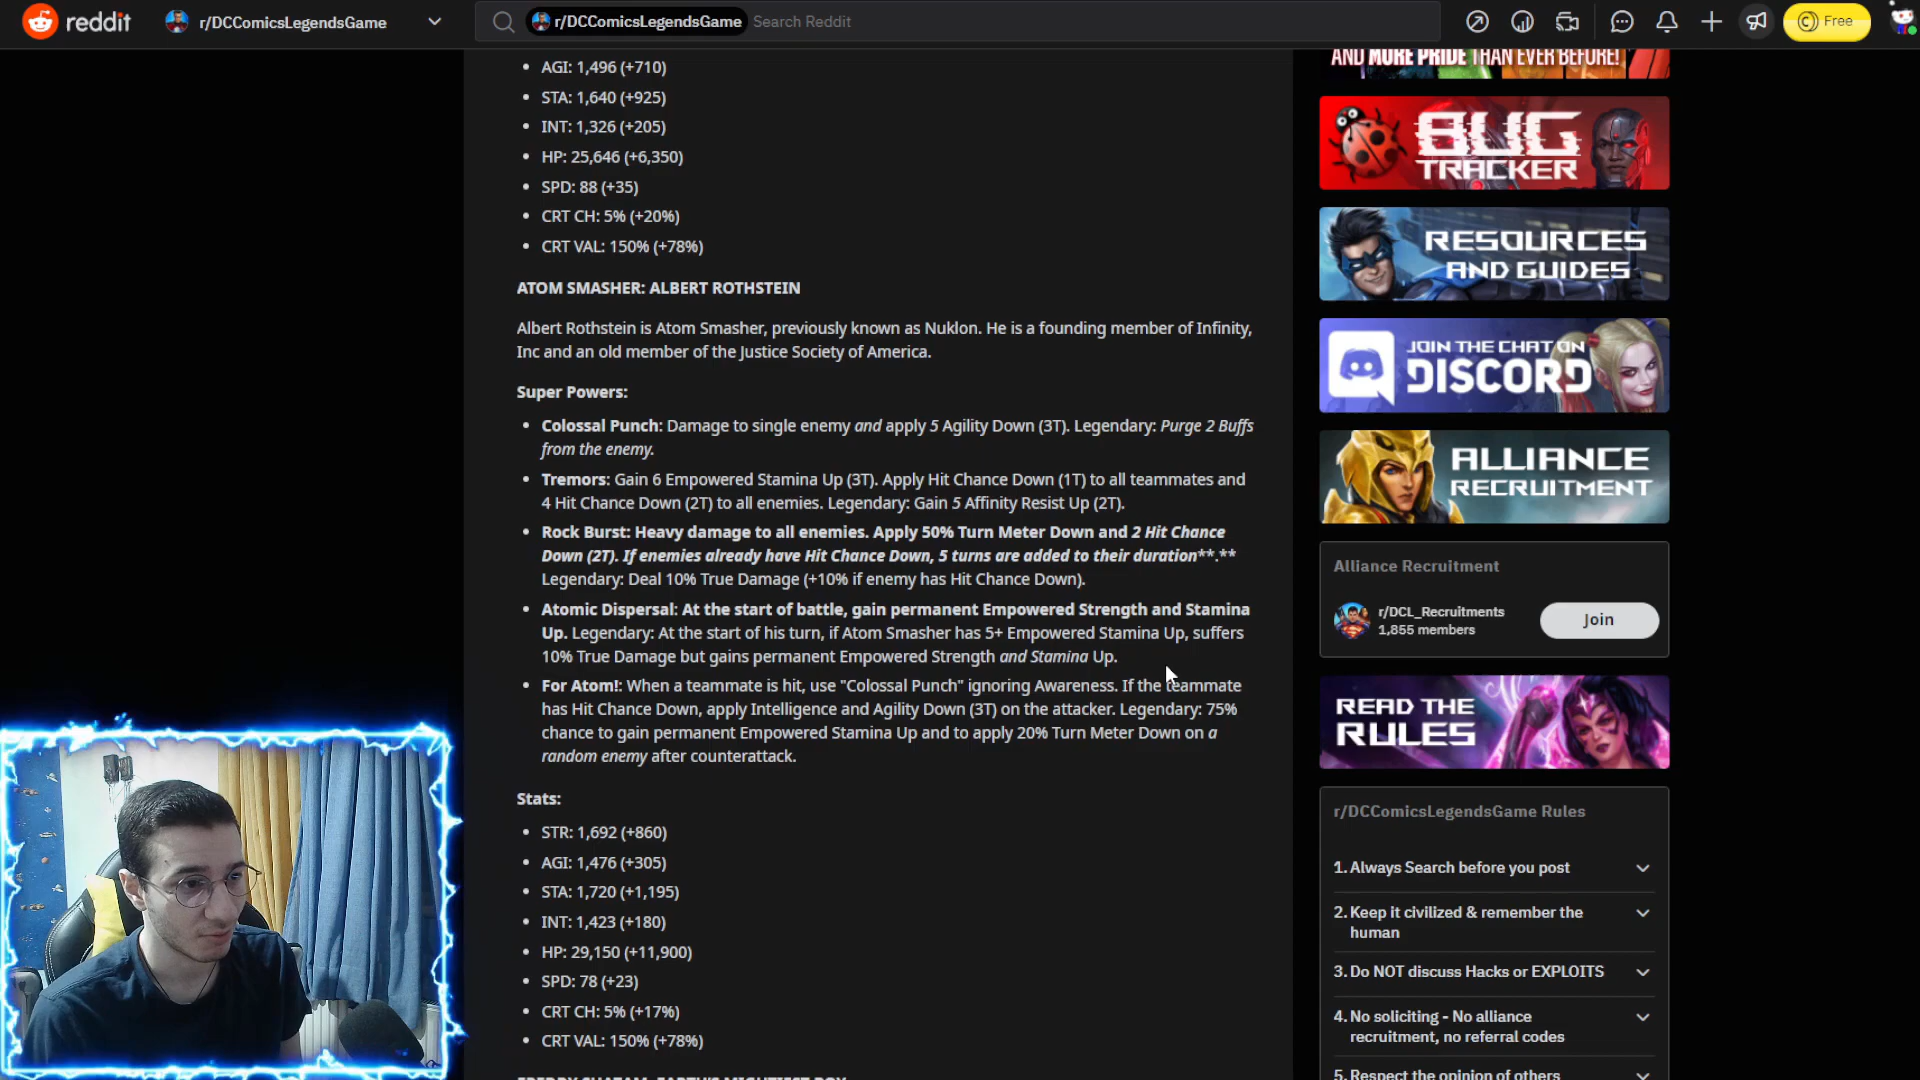 reddit
r/DCComicsLegendsGame
r/DCComicsLegendsGame Search Reddit
Free
AGI: 1,496 (+710)
STA: 1,640 (+925)
INT: 1,326 (+205)
HP: 25,646 (+6,350)
SPD: 88 (+35)
CRT CH: 5% (+20%)
CRT VAL: 150% (+78%)
ATOM SMASHER: ALBERT ROTHSTEIN
Albert Rothstein is Atom Smasher, previously known as Nuklon. He is a founding member of Infinity,
Inc and an old member of the Justice Society of America.
Super Powers:
Colossal Punch: Damage to single enemy and apply 5 Agility Down (3T). Legendary: Purge 2 Buffs
from the enemy.
Tremors: Gain 6 Empowered Stamina Up (3T). Apply Hit Chance Down (1T) to all teammates and
4 Hit Chance Down (2T) to all enemies. Legendary: Gain 5 Affinity Resist Up (2T).
Rock Burst: Heavy damage to all enemies. Apply 50% Turn Meter Down and 2 Hit Chance
Down (2T). If enemies already have Hit Chance Down, 5 turns are added to their duration**.**
Legendary: Deal 10% True Damage (+10% if enemy has Hit Chance Down).
Atomic Dispersal: At the start of battle, gain permanent Empowered Strength and Stamina
Up. Legendary: At the start of his turn, if Atom Smasher has 5+ Empowered Stamina Up, suffers
10% True Damage but gains permanent Empowered Strength and Stamina Up.
For Atom!: When a teammate is hit, use "Colossal Punch" ignoring Awareness. If the teammate
has Hit Chance Down, apply Intelligence and Agility Down (3T) on the attacker. Legendary: 75%
chance to gain permanent Empowered Stamina Up and to apply 20% Turn Meter Down on a
random enemy after counterattack.
Stats:
STR: 1,692 (+860)
AGI: 1,476 (+305)
STA: 1,720 (+1,195)
INT: 1,423 (+180)
HP: 29,150 (+11,900)
SPD: 78 (+23)
CRT CH: 5% (+17%)
CRT VAL: 150% (+78%)
AND MORE PRIDE THAN EVER BEFORE!
BUG
TRACKER
RESOURCES
AND GUIDES
JOIN THE CHAT ON
DISCORD
ALLIANCE
RECRUITMENT
Alliance Recruitment
r/DCL_Recruitments
1,855 members
Join
READ THE
RULES
r/DCComicsLegendsGame Rules
1. Always Search before you post
2. Keep it civilized & remember the
human
3. Do NOT discuss Hacks or EXPLOITS
4. No soliciting - No alliance
recruitment, no referral codes
5. Respect the opinion of others